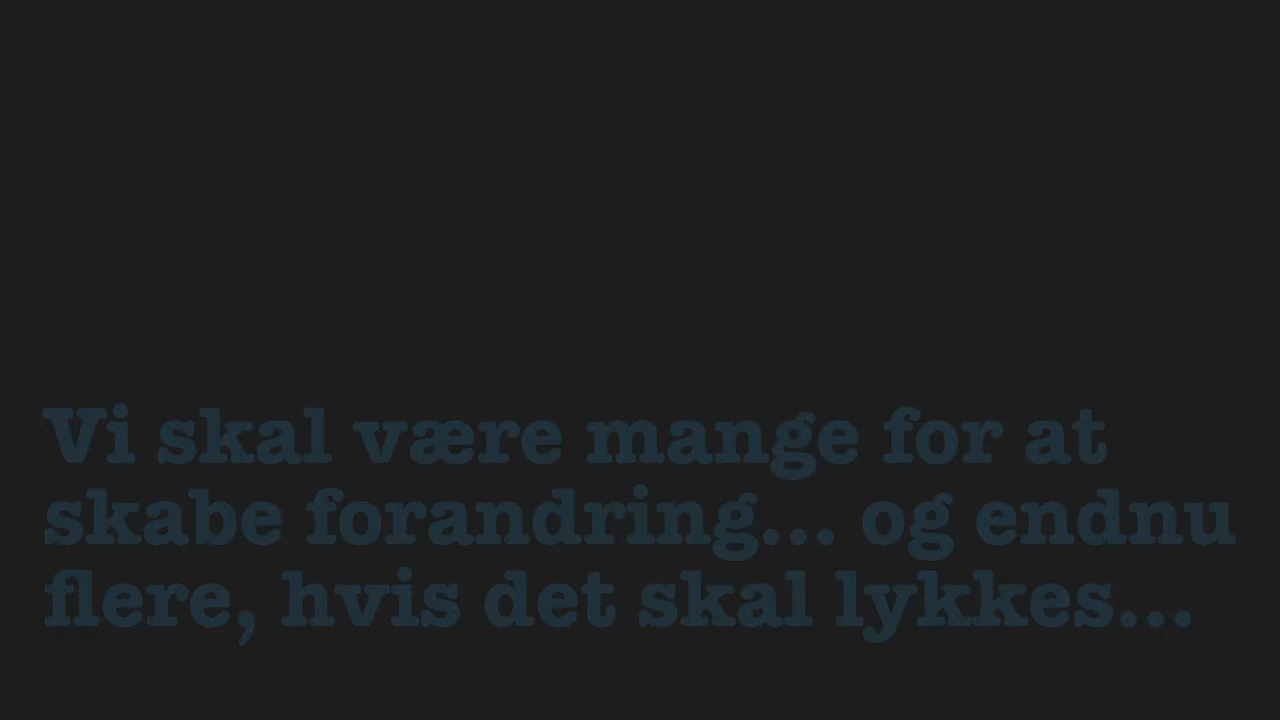 Vi skal være mange for at
skabe forandring... og endnu
flere, hvis det skal lykkes...